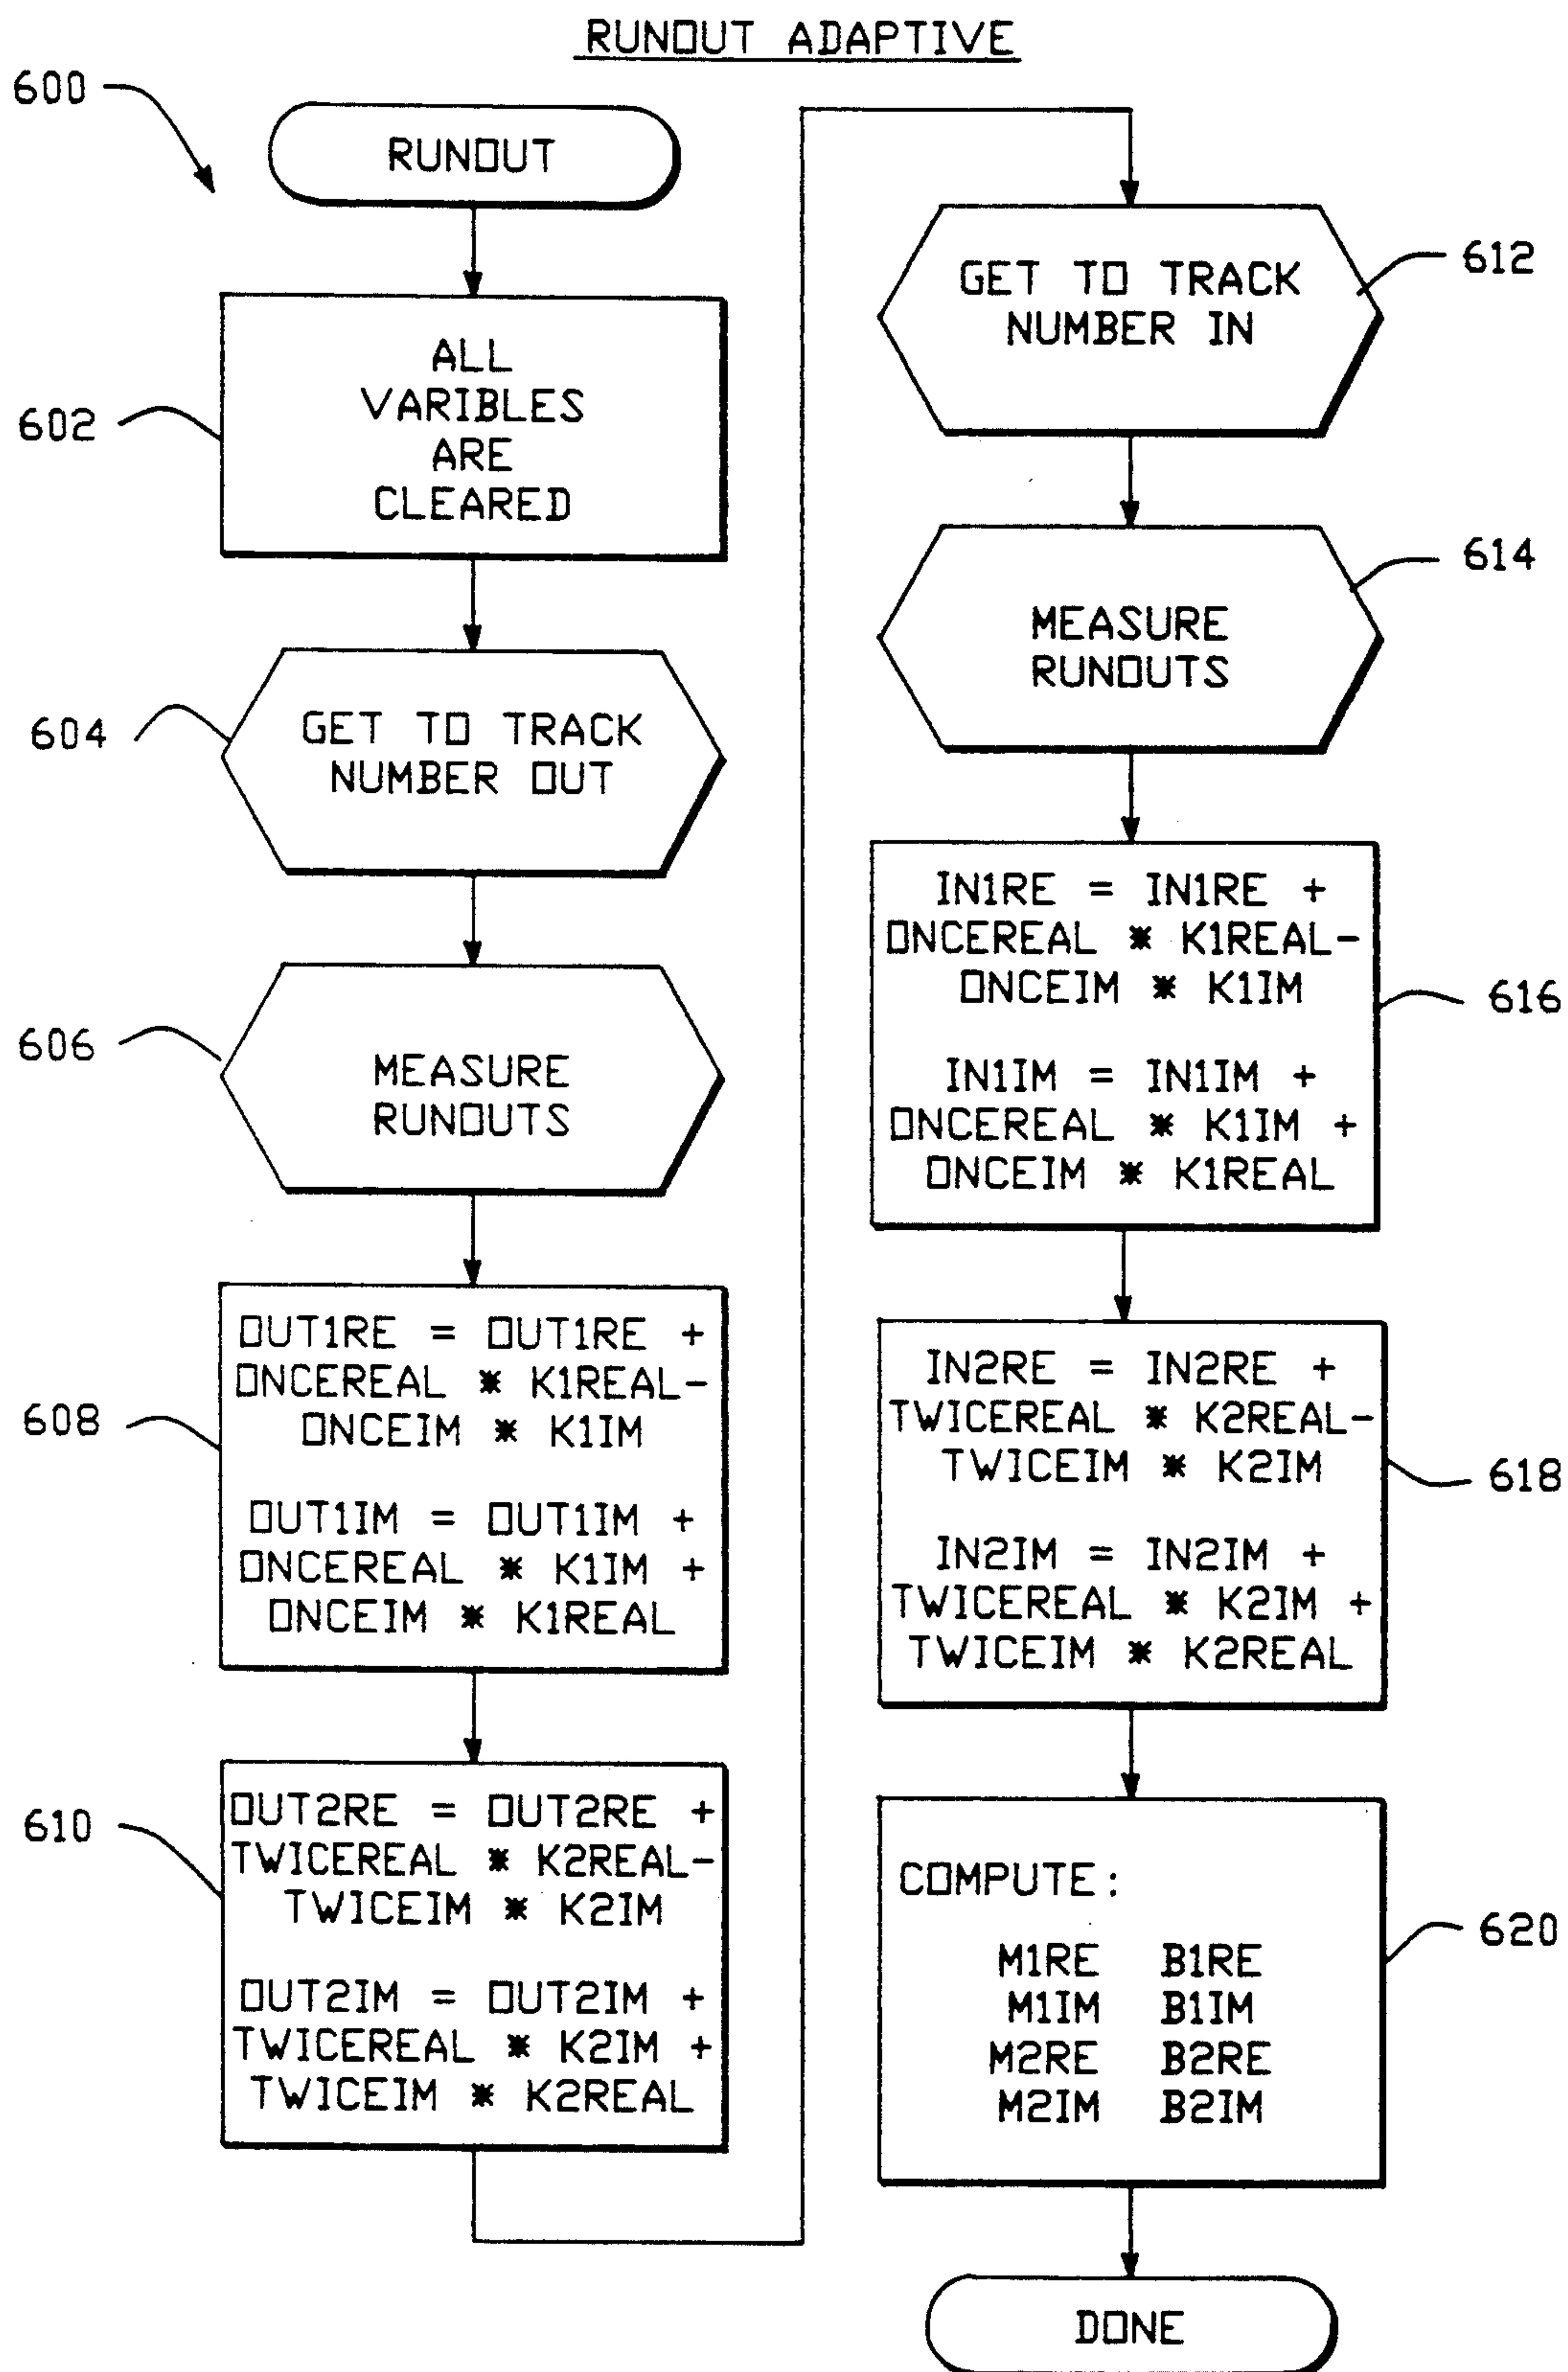 RUNOUT ADAPTIVE
600
RUNOUT
602
ALL
VARIBLES
ARE
CLEARED
604
GET TO TRACK
NUMBER OUT
606
MEASURE
RUNOUTS
608
OUT1RE = OUT1RE +
ONCEREAL * K1REAL-
ONCEIM * K1IM
OUT1IM = OUT1IM +
ONCEREAL * K1IM +
ONCEIM * K1REAL
610
OUT2RE = OUT2RE +
TWICEREAL * K2REAL-
TWICEIM * K2IM
OUT2IM = OUT2IM +
TWICEREAL * K2IM +
TWICEIM * K2REAL
GET TO TRACK
NUMBER IN
612
MEASURE
RUNOUTS
614
IN1RE = IN1RE +
ONCEREAL * K1REAL-
ONCEIM * K1IM
IN1IM = IN1IM +
ONCEREAL * K1IM +
ONCEIM * K1REAL
616
IN2RE = IN2RE +
TWICEREAL * K2REAL-
TWICEIM * K2IM
IN2IM = IN2IM +
TWICEREAL * K2IM +
TWICEIM * K2REAL
618
COMPUTE:
M1RE B1RE
M1IM B1IM
M2RE B2RE
M2IM B2IM
620
DONE